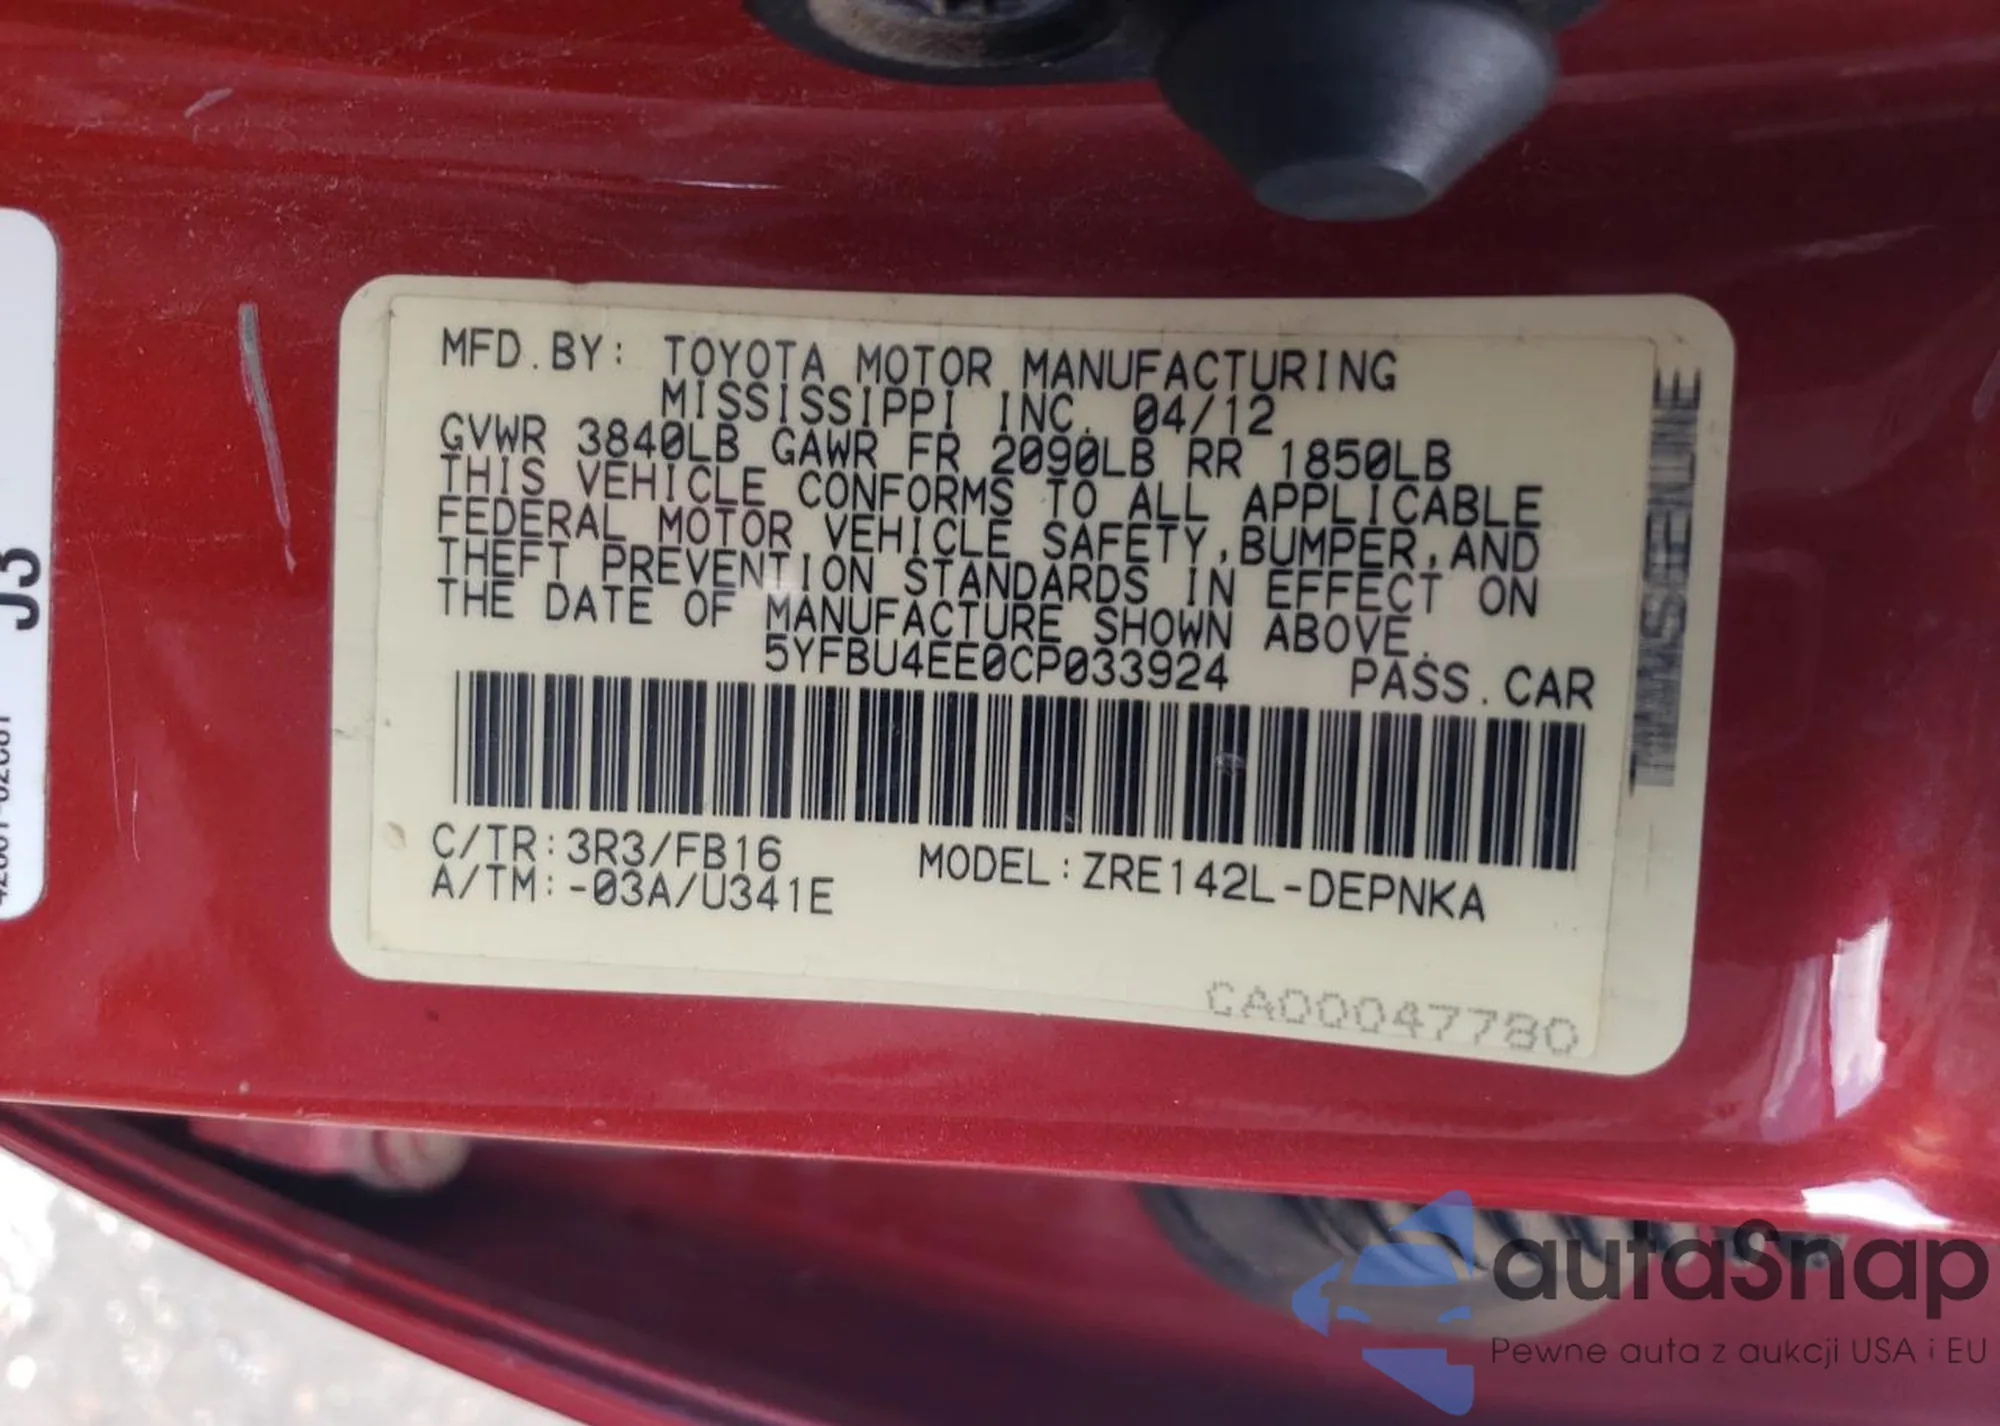 MFD.BY: TOYOTA MOTOR MANUFACTURING
MISSISSIPPI INC. 04/12
GVWR 3840LB GAWR FR 2090LB RR 1850LB
THIS VEHICLE CONFORMS TO ALL APPLICABLE
FEDERAL MOTOR VEHICLE SAFETY,BUMPER,AND
THEFT PREVENTION STANDARDS IN EFFECT ON
THE DATE OF MANUFACTURE SHOWN ABOVE.
5YFBU4EE0CP033924 PASS.CAR
C/TR:3R3/FB16
A/TM:-03A/U341E
MODEL:ZRE142L-DEPNKA
CA00047780
J3
autaSnap
Pewne auta z aukcji USA i EU